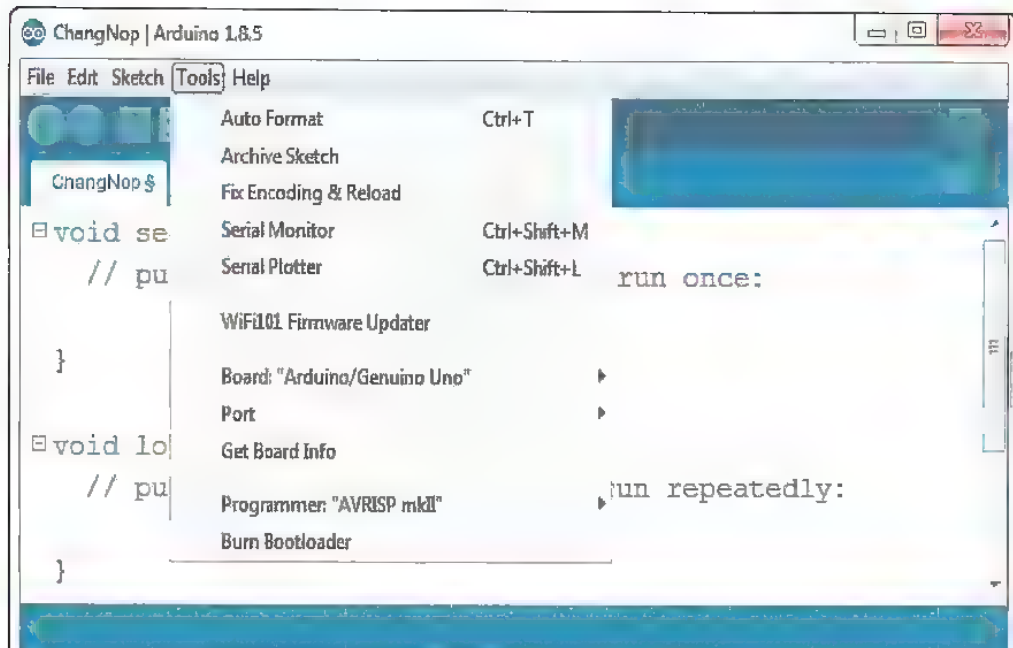 ChangNop | Arduino 1.8.5
File Edit Sketch Tools Help
Auto Format Ctrl+T
Archive Sketch
ChangNop §
Fix Encoding & Reload
void se
Serial Monitor Ctrl+Shift+M
Serial Plotter Ctrl+Shift+L
// pu run once:
WiFi101 Firmware Updater
}
Board: "Arduino/Genuino Uno"
Port
void lo
Get Board Info
// pu run repeatedly:
Programmer: "AVRISP mkII"
Burn Bootloader
}